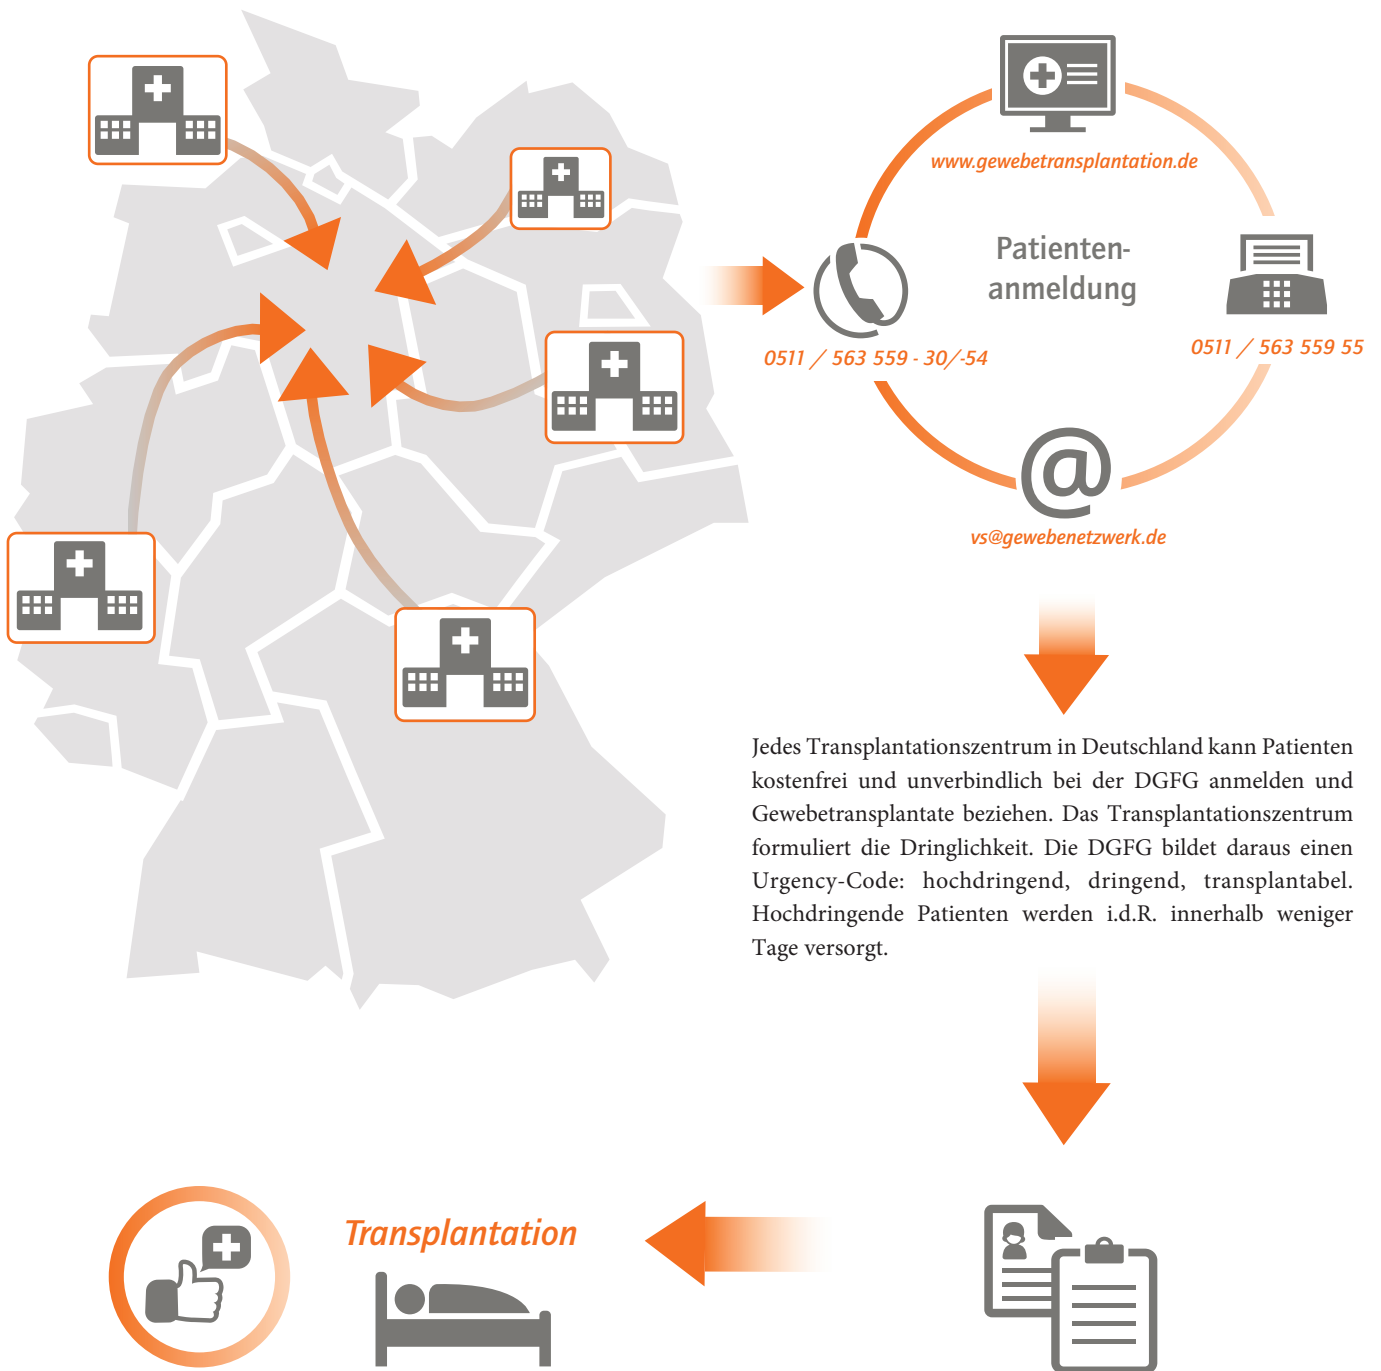 www.gewebetransplantation.de
Patienten-
anmeldung
0511 / 563 559 - 30/-54
0511 / 563 559 55
@
vs@gewebenetzwerk.de
Jedes Transplantationszentrum in Deutschland kann Patienten
kostenfrei und unverbindlich bei der DGFG anmelden und
Gewebetransplantate beziehen. Das Transplantationszentrum
formuliert die Dringlichkeit. Die DGFG bildet daraus einen
Urgency-Code: hochdringend, dringend, transplantabel.
Hochdringende Patienten werden i.d.R. innerhalb weniger
Tage versorgt.
Transplantation